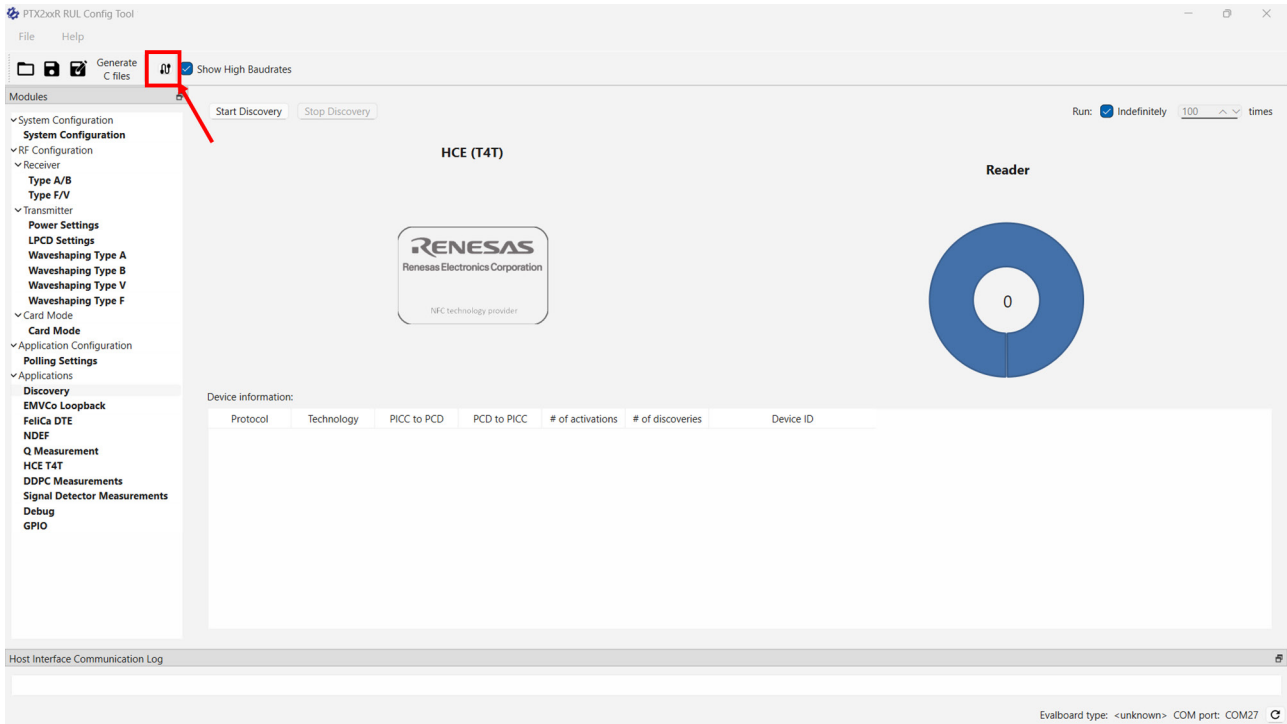 PTX2xxR RUL Config Tool
File Help
Generate
C files
Show High Baudrates
Modules
System Configuration
System Configuration
RF Configuration
Receiver
Type A/B
Type F/V
Transmitter
Power Settings
LPCD Settings
Waveshaping Type A
Waveshaping Type B
Waveshaping Type V
Waveshaping Type F
Card Mode
Card Mode
Application Configuration
Polling Settings
Applications
Discovery
EMVCo Loopback
FeliCa DTE
NDEF
Q Measurement
HCE T4T
DDPC Measurements
Signal Detector Measurements
Debug
GPIO
Start Discovery Stop Discovery
Run: Indefinitely 100 times
HCE (T4T)
RENESAS
Renesas Electronics Corporation
NFC technology provider
Reader
0
Device information:
Protocol Technology PICC to PCD PCD to PICC # of activations # of discoveries Device ID
Host Interface Communication Log
Evalboard type: <unknown> COM port: COM27